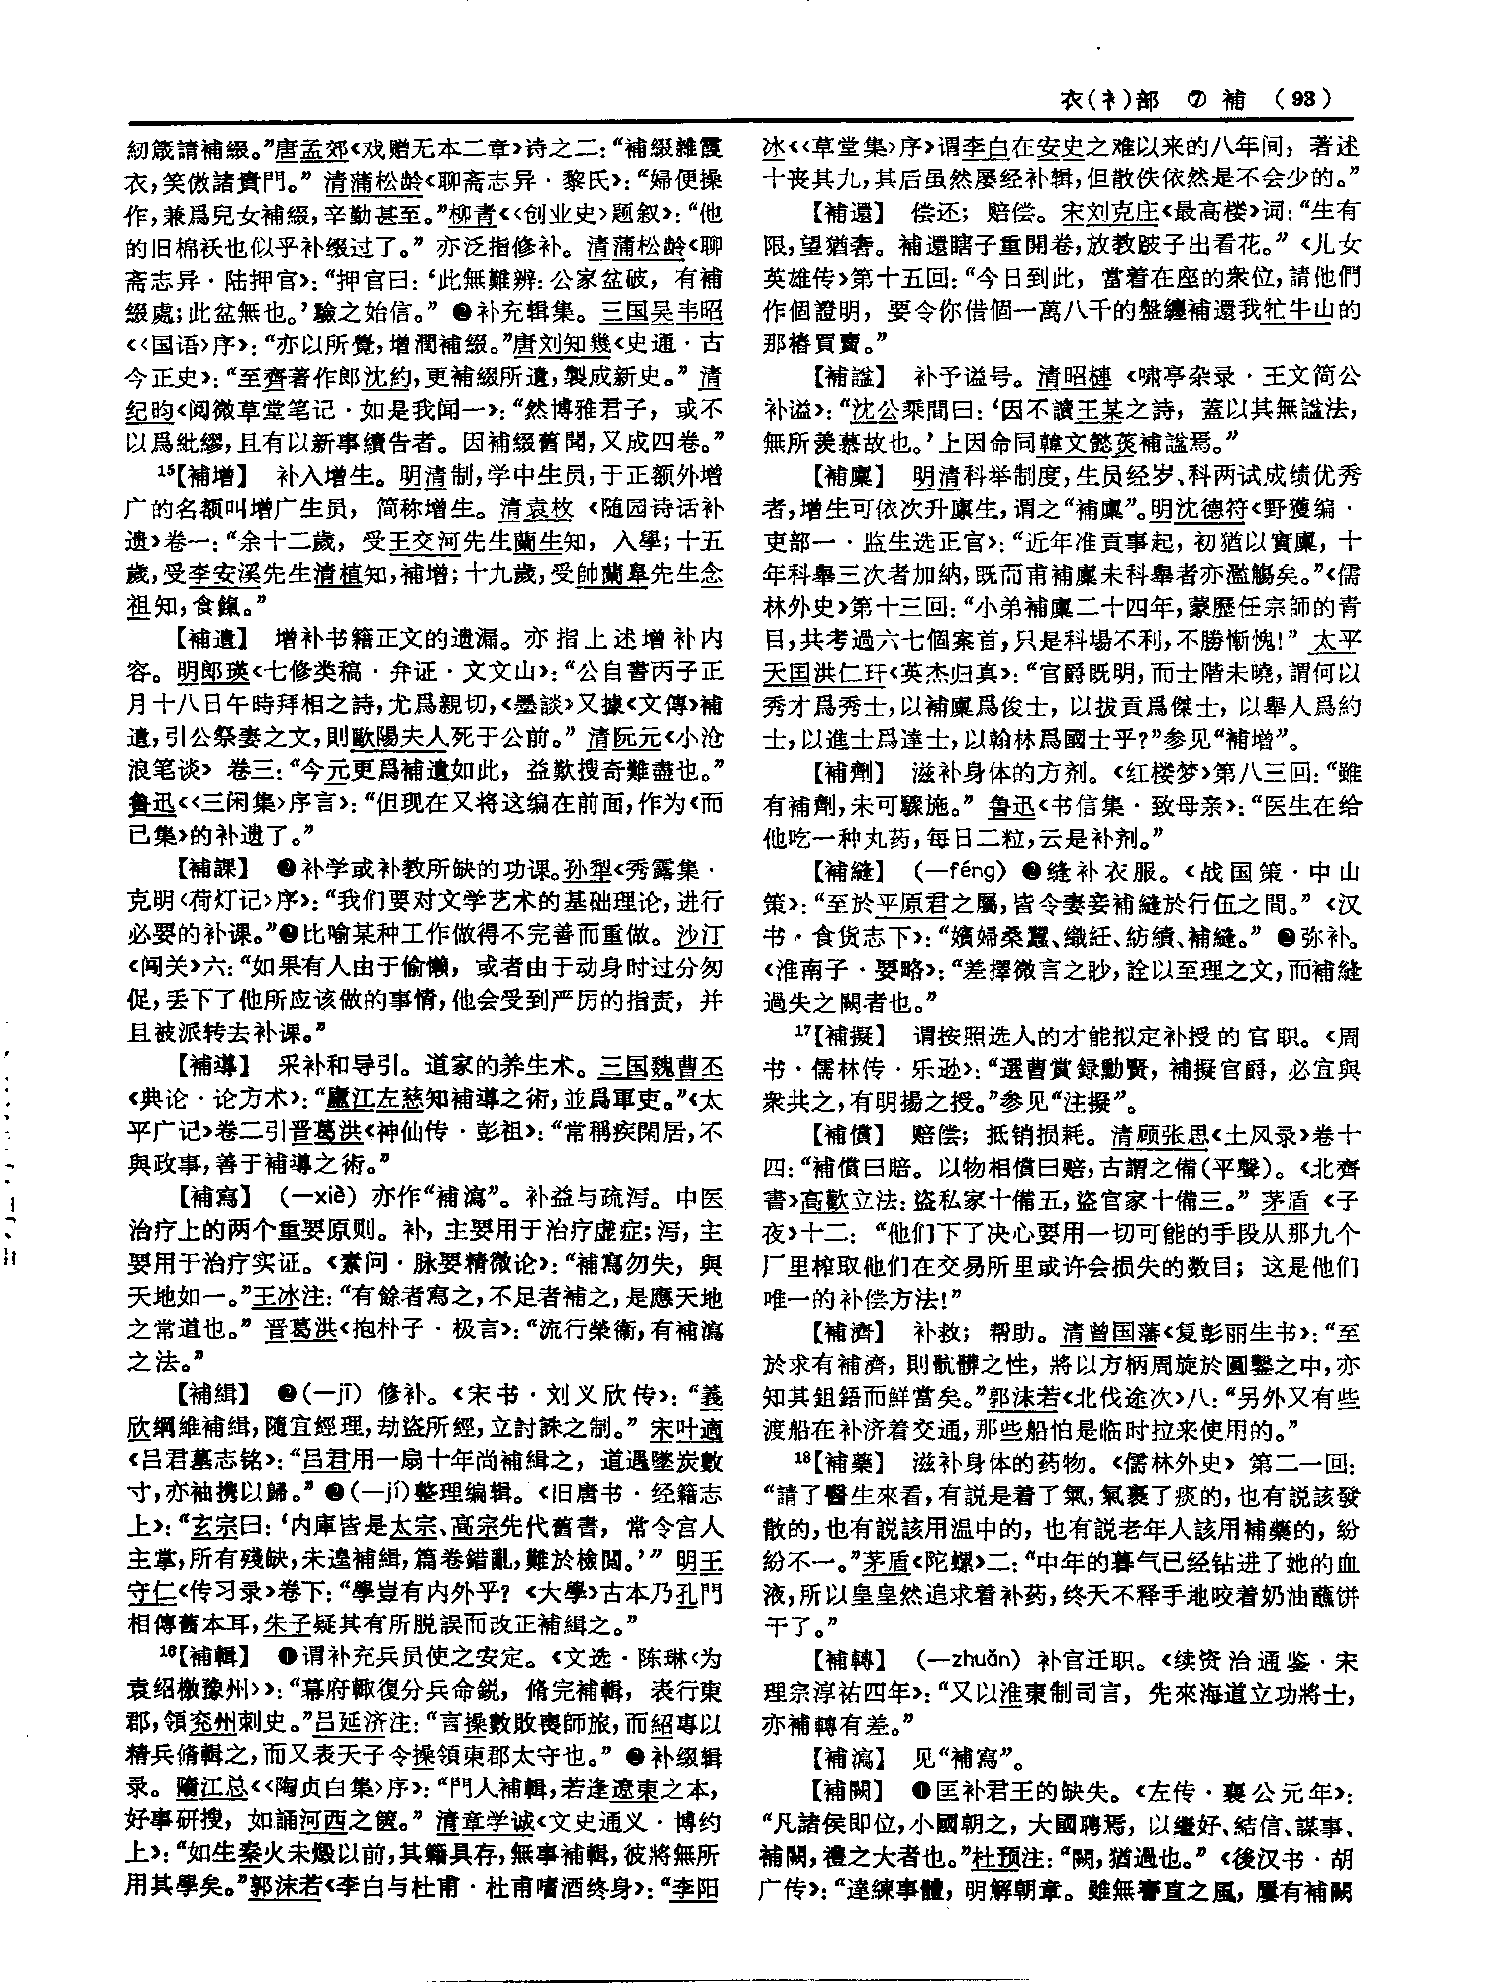 衣(衤)部 ⑦ 補 (93)
紉箴請補綴。”唐孟郊《戏赠无本二章》诗之二：“補綴雜霞
衣，笑傲諸貴門。”清蒲松龄《聊斋志异·黎氏》：“婦便操
作，兼爲兒女補綴，辛勤甚至。”柳青《〈创业史〉题叙》：“他
的旧棉袄也似乎补缀过了。”亦泛指修补。清蒲松龄《聊
斋志异·陆押官》：“押官曰：‘此無難辨：公家盆破，有補
綴處；此盆無也。’驗之始信。”❷补充辑集。三国吴韦昭
《〈国语〉序》：“亦以所覺，增潤補綴。”唐刘知幾《史通·古
今正史》：“至齊著作郎沈約，更補綴所遺，製成新史。”清
纪昀《阅微草堂笔记·如是我闻一》：“然博雅君子，或不
以爲紕繆，且有以新事續告者。因補綴舊聞，又成四卷。”
15【補增】 补入增生。明清制，学中生员，于正额外增
广的名额叫增广生员，简称增生。清袁枚《随园诗话补
遗》卷一：“余十二歲，受王交河先生蘭生知，入學；十五
歲，受李安溪先生清植知，補增；十九歲，受帥蘭皋先生念
祖知，食餼。”
【補遺】 增补书籍正文的遗漏。亦指上述增补内
容。明郎瑛《七修类稿·弁证·文文山》：“公自書丙子正
月十八日午時拜相之詩，尤爲親切，《墨談》又據《文傳》補
遺，引公祭妻之文，則歐陽夫人死于公前。”清阮元《小沧
浪笔谈》卷三：“今元更爲補遺如此，益歎搜奇難盡也。”
鲁迅《〈三闲集〉序言》：“但现在又将这编在前面，作为《而
已集》的补遗了。”
【補課】 ❶补学或补教所缺的功课。孙犁《秀露集·
克明〈荷灯记〉序》：“我们要对文学艺术的基础理论，进行
必要的补课。”❷比喻某种工作做得不完善而重做。沙汀
《闯关》六：“如果有人由于偷懒，或者由于动身时过分匆
促，丢下了他所应该做的事情，他会受到严厉的指责，并
且被派转去补课。”
【補導】 采补和导引。道家的养生术。三国魏曹丕
《典论·论方术》：“廬江左慈知補導之術，並爲軍吏。”《太
平广记》卷二引晋葛洪《神仙传·彭祖》：“常稱疾閑居，不
與政事，善于補導之術。”
【補寫】 (—xiè) 亦作“補瀉”。补益与疏泻。中医
治疗上的两个重要原则。补，主要用于治疗虚症；泻，主
要用于治疗实证。《素问·脉要精微论》：“補寫勿失，與
天地如一。”王冰注：“有餘者寫之，不足者補之，是應天地
之常道也。”晋葛洪《抱朴子·极言》：“流行榮衛，有補瀉
之法。”
【補緝】 ❶(—jī) 修补。《宋书·刘义欣传》：“義
欣綱維補緝，隨宜經理，劫盜所經，立討誅之制。”宋叶適
《吕君墓志铭》：“吕君用一扇十年尚補緝之，道遇墜炭數
寸，亦袖携以歸。”❷(—jí)整理编辑。《旧唐书·经籍志
上》：“玄宗曰：‘内庫皆是太宗、高宗先代舊書，常令宫人
主掌，所有殘缺，未遑補緝，篇卷錯亂，難於檢閲。’”明王
守仁《传习录》卷下：“學豈有内外乎？《大學》古本乃孔門
相傳舊本耳，朱子疑其有所脱誤而改正補緝之。”
16【補輯】 ❶谓补充兵员使之安定。《文选·陈琳〈为
袁绍檄豫州〉》：“幕府輒復分兵命鋭，脩完補輯，表行東
郡，領兖州刺史。”吕延济注：“言操數敗喪師旅，而紹專以
精兵脩輯之，而又表天子令操領東郡太守也。”❷补缀辑
录。隋江总《〈陶贞白集〉序》：“門人補輯，若逢遼東之本，
好事研搜，如誦河西之篋。”清章学诚《文史通义·博约
上》：“如生秦火未燬以前，其籍具存，無事補輯，彼將無所
用其學矣。”郭沫若《李白与杜甫·杜甫嗜酒终身》：“李阳
冰《〈草堂集〉序》谓李白在安史之难以来的八年间，著述
十丧其九，其后虽然屡经补辑，但散佚依然是不会少的。”
【補還】 偿还；赔偿。宋刘克庄《最高楼》词：“生有
限，望猶奢。補還瞎子重開卷，放教跛子出看花。”《儿女
英雄传》第十五回：“今日到此，當着在座的衆位，請他們
作個證明，要令你借個一萬八千的盤纏補還我牤牛山的
那樁買賣。”
【補謚】 补予谥号。清昭槤《啸亭杂录·王文简公
补谥》：“沈公乘間曰：‘因不讀王某之詩，蓋以其無謚法，
無所羡慕故也。’上因命同韓文懿菼補謚焉。”
【補廩】 明清科举制度，生员经岁、科两试成绩优秀
者，增生可依次升廪生，谓之“補廩”。明沈德符《野獲编·
吏部一·监生选正官》：“近年准貢事起，初猶以實廩，十
年科舉三次者加納，既而甫補廩未科舉者亦濫觴矣。”《儒
林外史》第十三回：“小弟補廩二十四年，蒙歷任宗師的青
目，共考過六七個案首，只是科場不利，不勝慚愧！”太平
天国洪仁玕《英杰归真》：“官爵既明，而士階未曉，謂何以
秀才爲秀士，以補廩爲俊士，以拔貢爲傑士，以舉人爲約
士，以進士爲達士，以翰林爲國士乎？”参见“補增”。
【補劑】 滋补身体的方剂。《红楼梦》第八三回：“雖
有補劑，未可驟施。”鲁迅《书信集·致母亲》：“医生在给
他吃一种丸药，每日二粒，云是补剂。”
【補縫】 (—féng) ❶缝补衣服。《战国策·中山
策》：“至於平原君之屬，皆令妻妾補縫於行伍之間。”《汉
书·食货志下》：“嬪婦桑蠶、織紝、紡績、補縫。”❷弥补。
《淮南子·要略》：“差擇微言之眇，詮以至理之文，而補縫
過失之闕者也。”
17【補擬】 谓按照选人的才能拟定补授的官职。《周
书·儒林传·乐逊》：“選曹賞録勳賢，補擬官爵，必宜與
衆共之，有明揚之授。”参见“注擬”。
【補償】 赔偿；抵销损耗。清顾张思《土风录》卷十
四：“補償曰賠。以物相償曰賠，古謂之備(平聲)。《北齊
書》高歡立法：盜私家十備五，盜官家十備三。”茅盾《子
夜》十二：“他们下了决心要用一切可能的手段从那九个
厂里榨取他们在交易所里或许会损失的数目；这是他们
唯一的补偿方法！”
【補濟】 补救；帮助。清曾国藩《复彭丽生书》：“至
於求有補濟，則骯髒之性，將以方枘周旋於圓鑿之中，亦
知其鉏鋙而鮮當矣。”郭沫若《北伐途次》八：“另外又有些
渡船在补济着交通，那些船怕是临时拉来使用的。”
18【補藥】 滋补身体的药物。《儒林外史》第二一回：
“請了醫生來看，有説是着了氣，氣裹了痰的，也有説該發
散的，也有説該用温中的，也有説老年人該用補藥的，紛
紛不一。”茅盾《陀螺》二：“中年的暮气已经钻进了她的血
液，所以皇皇然追求着补药，终天不释手地咬着奶油蘸饼
干了。”
【補轉】 (—zhuǎn) 补官迁职。《续资治通鉴·宋
理宗淳祐四年》：“又以淮東制司言，先來海道立功將士，
亦補轉有差。”
【補瀉】 见“補寫”。
【補闕】 ❶匡补君王的缺失。《左传·襄公元年》：
“凡諸侯即位，小國朝之，大國聘焉，以繼好、結信、謀事、
補闕，禮之大者也。”杜预注：“闕，猶過也。”《後汉书·胡
广传》：“達練事體，明解朝章。雖無謇直之風，屢有補闕